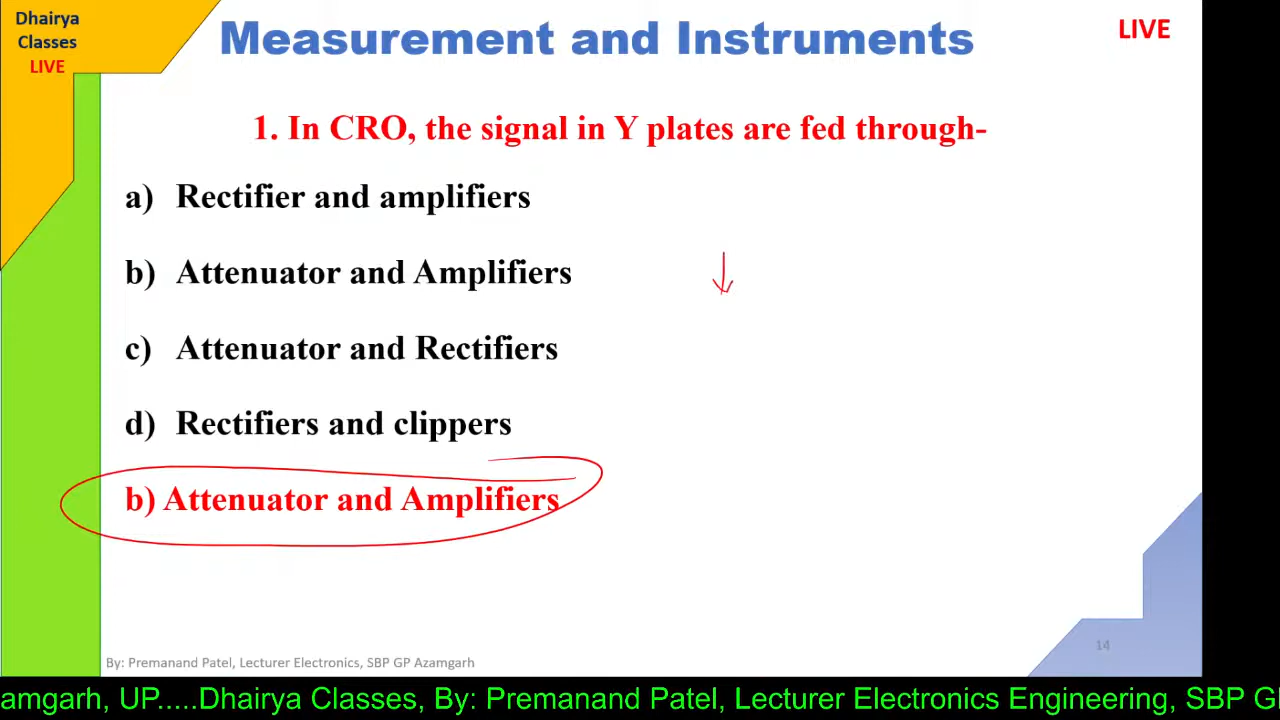 Dhairya
Classes
LIVE
Measurement and Instruments
LIVE
1. In CRO, the signal in Y plates are fed through-
a) Rectifier and amplifiers
b) Attenuator and Amplifiers
c) Attenuator and Rectifiers
d) Rectifiers and clippers
b) Attenuator and Amplifiers
By: Premanand Patel, Lecturer Electronics, SBP GP Azamgarh
14
amgarh, UP.....Dhairya Classes, By: Premanand Patel, Lecturer Electronics Engineering, SBP G